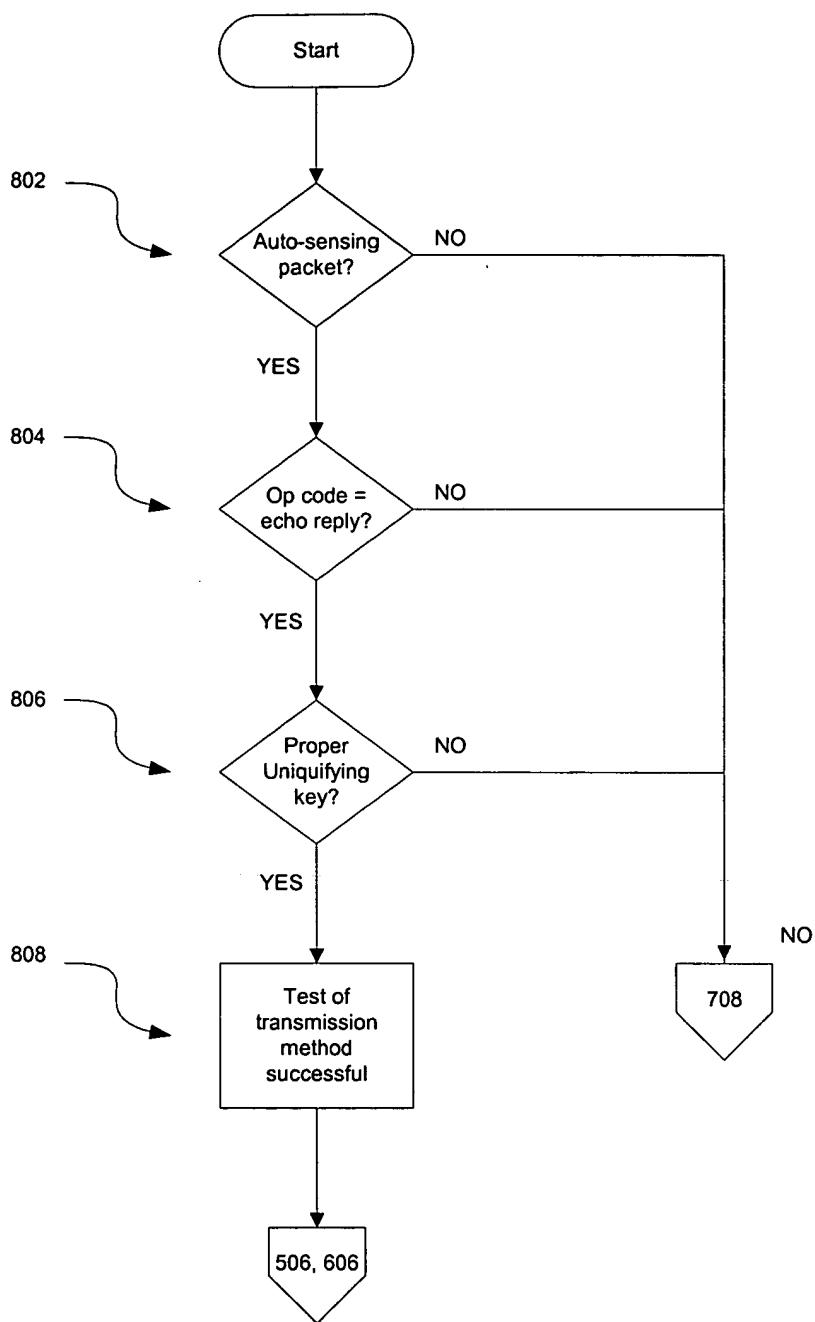 Start
802
Auto-sensing
packet?
NO
YES
804
Op code =
echo reply?
NO
YES
806
Proper
Uniquifying
key?
NO
YES
808
Test of
transmission
method
successful
NO
708
506, 606